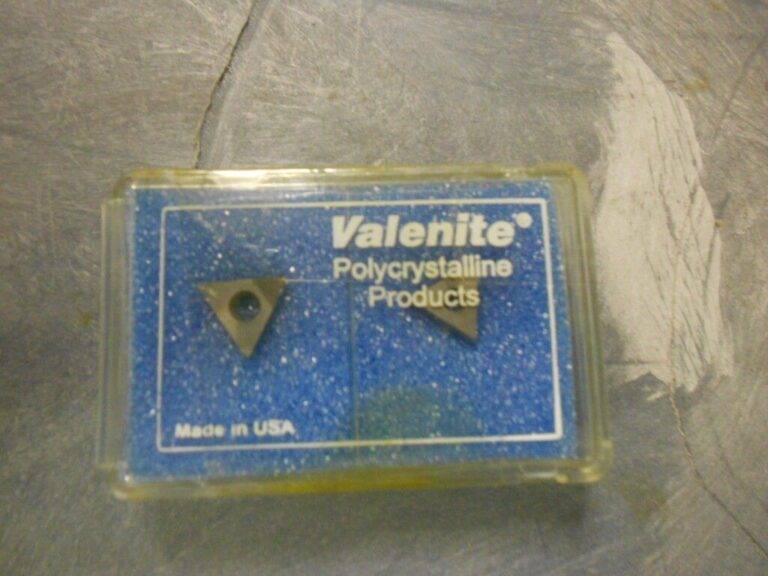 Valenite®
Polycrystalline
Products
Made in USA